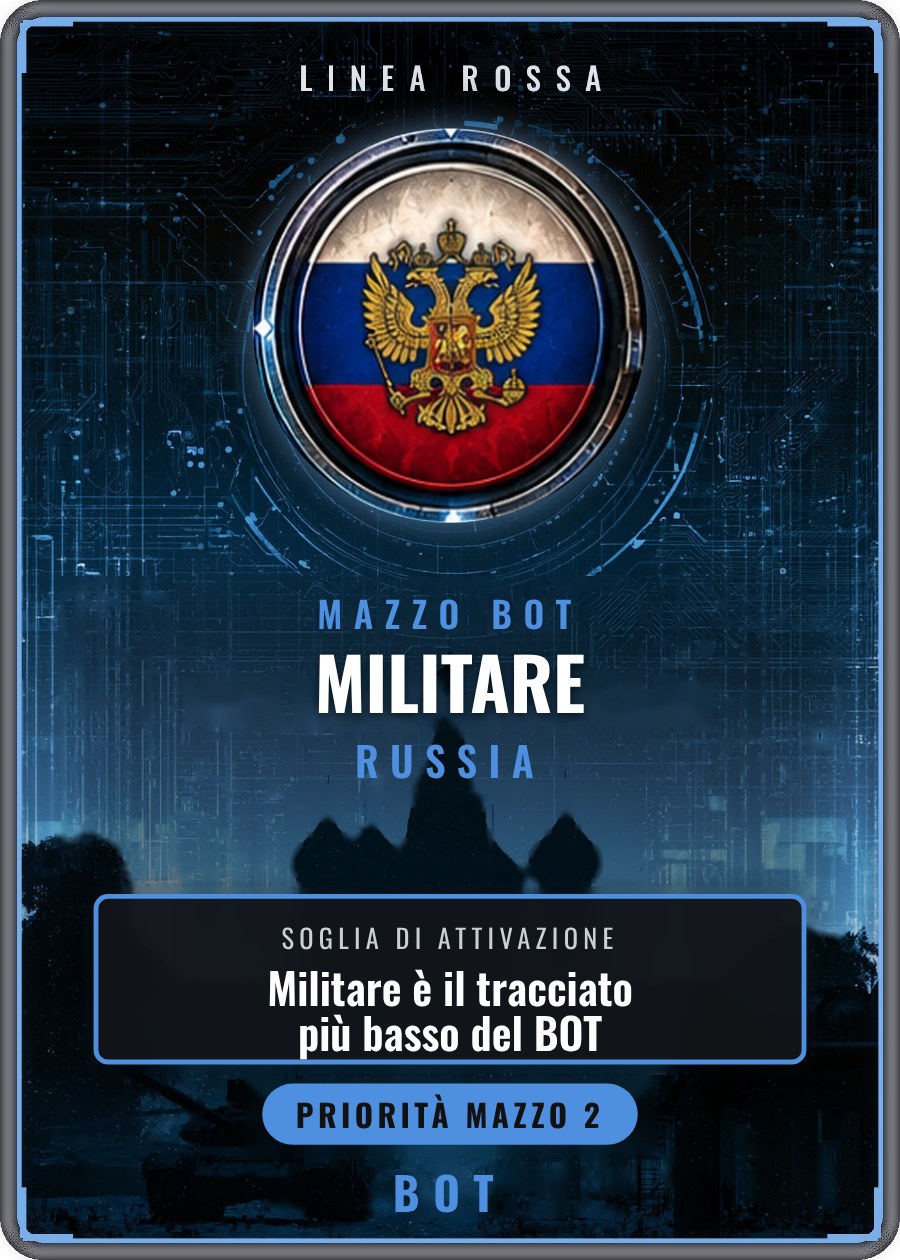 LINEA ROSSA
MAZZO BOT
MILITARE
RUSSIA
SOGLIA DI ATTIVAZIONE
Militare è il tracciato
più basso del BOT
PRIORITÀ MAZZO 2
BOT